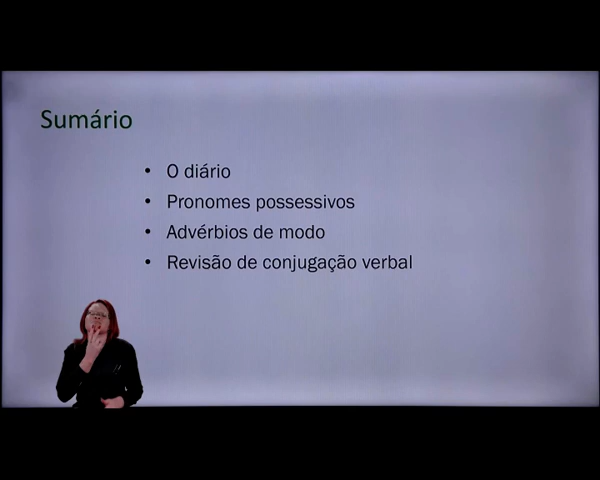 Sumário
• O diário
• Pronomes possessivos
• Advérbios de modo
• Revisão de conjugação verbal